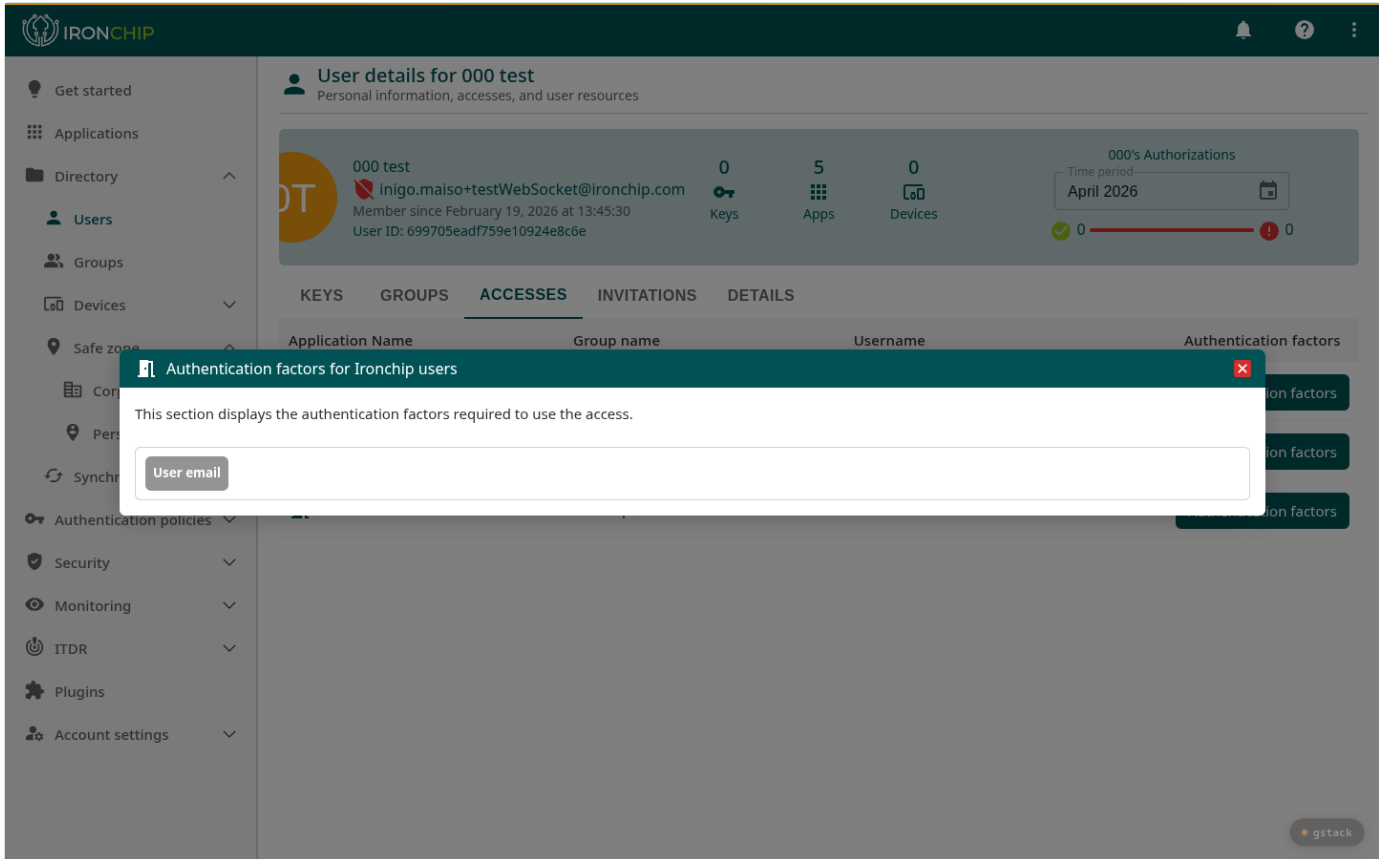 IRONCHIP
Get started
Applications
Directory
Users
Groups
Devices
Safe zone
Synchr
Authentication policies
Security
Monitoring
ITDR
Plugins
Account settings
User details for 000 test
Personal information, accesses, and user resources
0T
000 test
inigo.maiso+testWebSocket@ironchip.com
Member since February 19, 2026 at 13:45:30
User ID: 699705eadf759e10924e8c6e
0
Keys
5
Apps
0
Devices
000's Authorizations
Time period
April 2026
0
0
KEYS GROUPS ACCESSES INVITATIONS DETAILS
Application Name Group name Username Authentication factors
Authentication factors for Ironchip users
This section displays the authentication factors required to use the access.
User email
ion factors
ion factors
Authentication factors
gstack